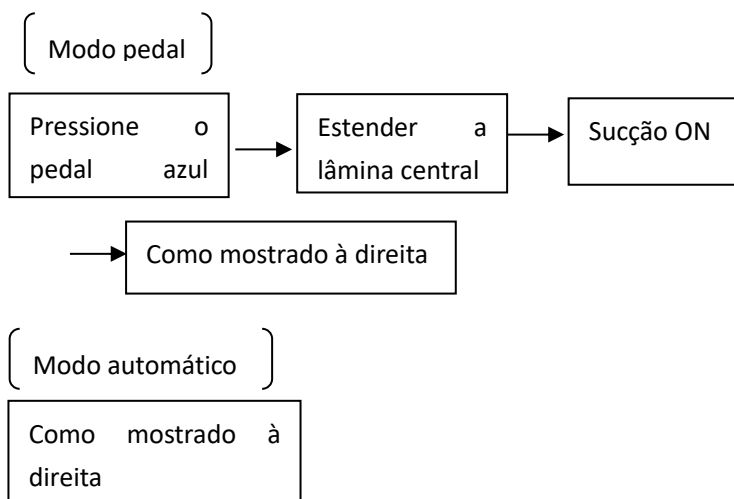 Modo pedal
Pressione o
pedal azul
Estender a
lâmina central
Sucção ON
Como mostrado à direita
Modo automático
Como mostrado à
direita